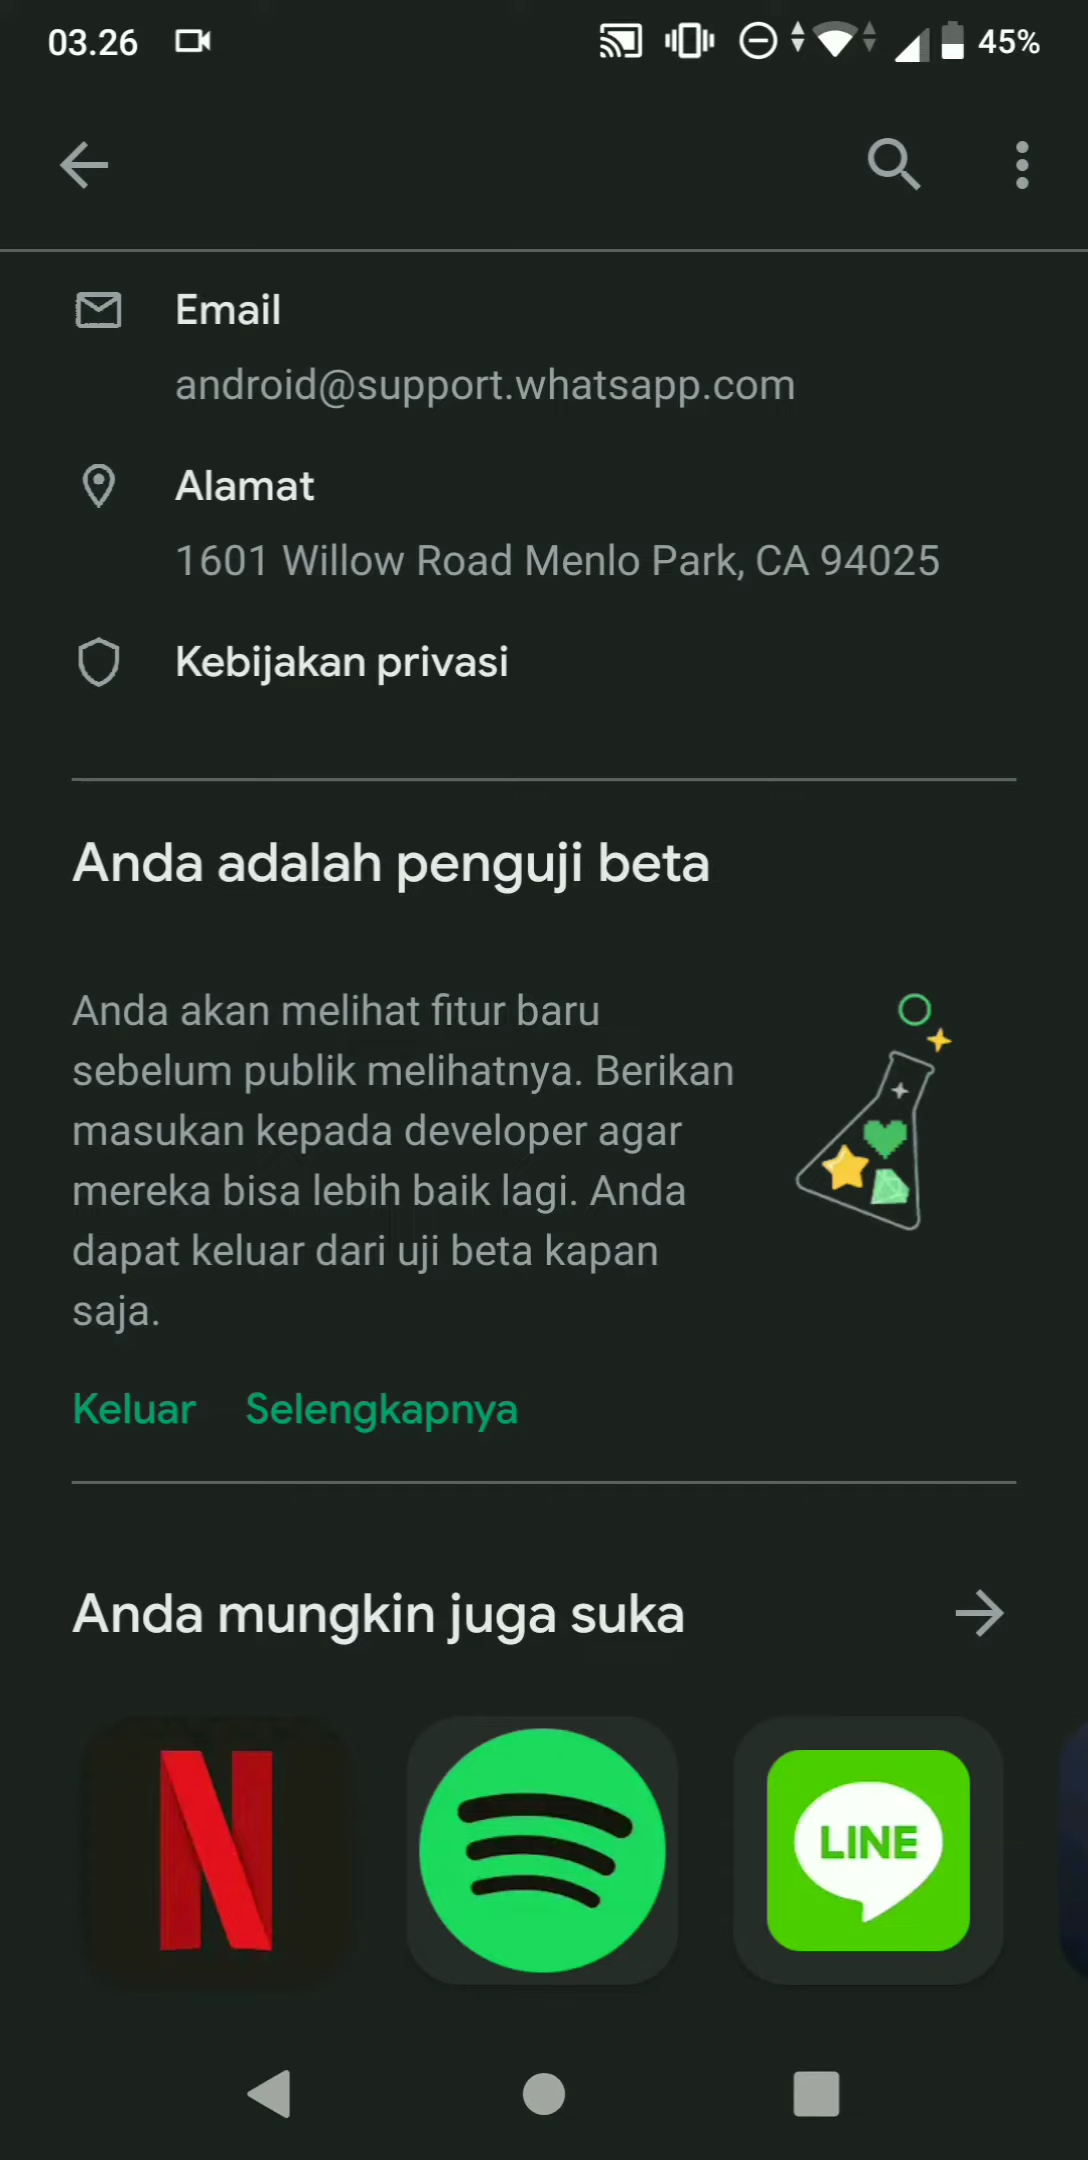 03.26
45%
Email
android@support.whatsapp.com
Alamat
1601 Willow Road Menlo Park, CA 94025
Kebijakan privasi
Anda adalah penguji beta
Anda akan melihat fitur baru
sebelum publik melihatnya. Berikan
masukan kepada developer agar
mereka bisa lebih baik lagi. Anda
dapat keluar dari uji beta kapan
saja.
Keluar Selengkapnya
Anda mungkin juga suka
N
LINE